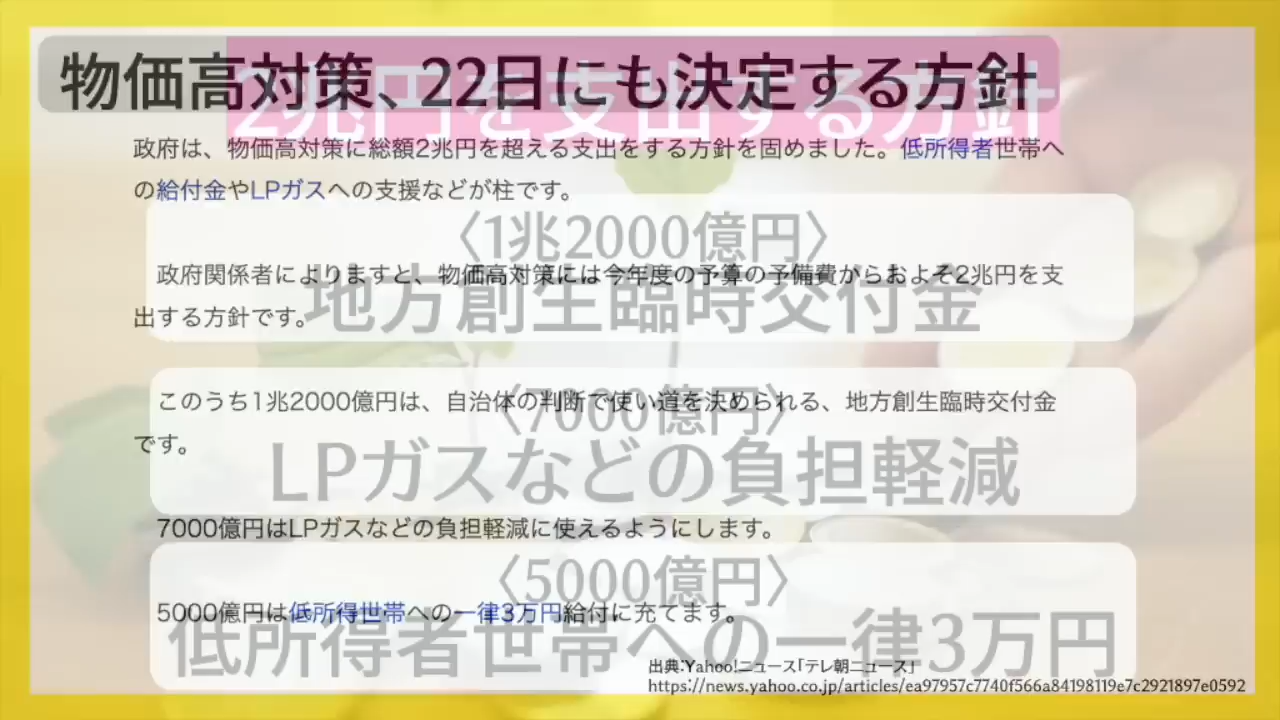 物価高対策、22日にも決定する方針
2兆円を支出する方針
政府は、物価高対策に総額2兆円を超える支出をする方針を固めました。低所得者世帯へ
の給付金やLPガスへの支援などが柱です。
〈1兆2000億円〉
地方創生臨時交付金
政府関係者によりますと、物価高対策には今年度の予算の予備費からおよそ2兆円を支
出する方針です。
〈7000億円〉
LPガスなどの負担軽減
このうち1兆2000億円は、自治体の判断で使い道を決められる、地方創生臨時交付金
です。
7000億円はLPガスなどの負担軽減に使えるようにします。
〈5000億円〉
低所得者世帯への一律3万円
5000億円は低所得世帯への一律3万円給付に充てます。
出典:Yahoo!ニュース「テレ朝ニュース」
https://news.yahoo.co.jp/articles/ea97957c7740f566a84198119e7c2921897e0592